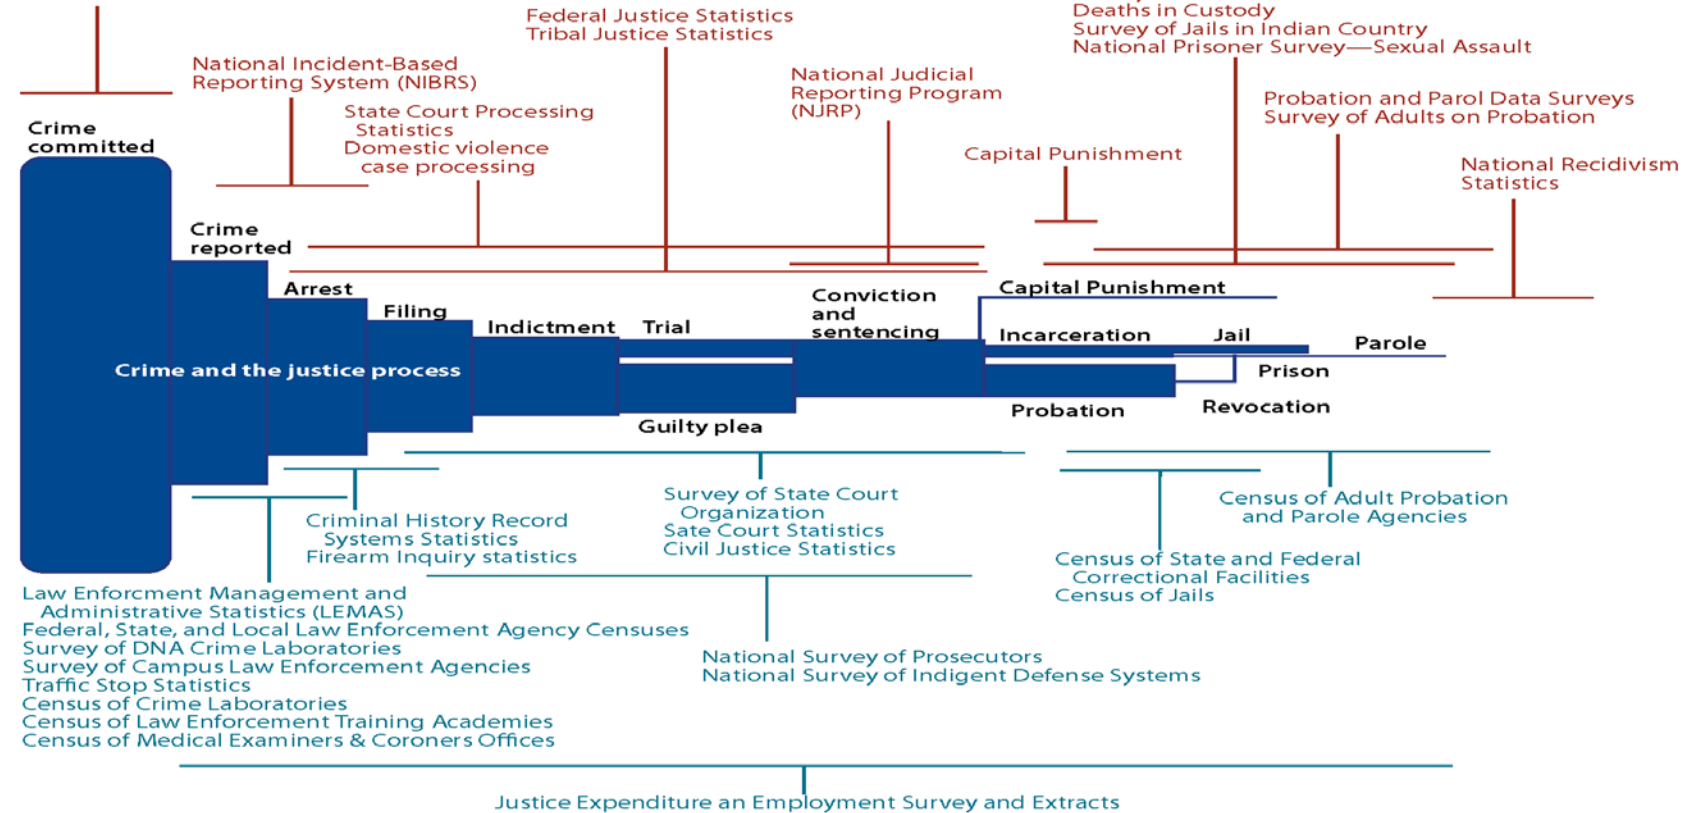 Federal Justice Statistics
Tribal Justice Statistics
Deaths in Custody
Survey of Jails in Indian Country
National Prisoner Survey—Sexual Assault
National Incident-Based
Reporting System (NIBRS)
National Judicial
Reporting Program
(NJRP)
State Court Processing
Statistics
Domestic violence
case processing
Probation and Parol Data Surveys
Survey of Adults on Probation
Capital Punishment
National Recidivism
Statistics
Crime
committed
Crime
reported
Arrest
Filing
Indictment
Trial
Conviction
and
sentencing
Capital Punishment
Incarceration
Jail
Parole
Crime and the justice process
Prison
Probation
Revocation
Guilty plea
Criminal History Record
Systems Statistics
Firearm Inquiry statistics
Survey of State Court
Organization
Sate Court Statistics
Civil Justice Statistics
Census of Adult Probation
and Parole Agencies
Census of State and Federal
Correctional Facilities
Census of Jails
Law Enforcment Management and
Administrative Statistics (LEMAS)
Federal, State, and Local Law Enforcement Agency Censuses
Survey of DNA Crime Laboratories
Survey of Campus Law Enforcement Agencies
Traffic Stop Statistics
Census of Crime Laboratories
Census of Law Enforcement Training Academies
Census of Medical Examiners & Coroners Offices
National Survey of Prosecutors
National Survey of Indigent Defense Systems
Justice Expenditure an Employment Survey and Extracts